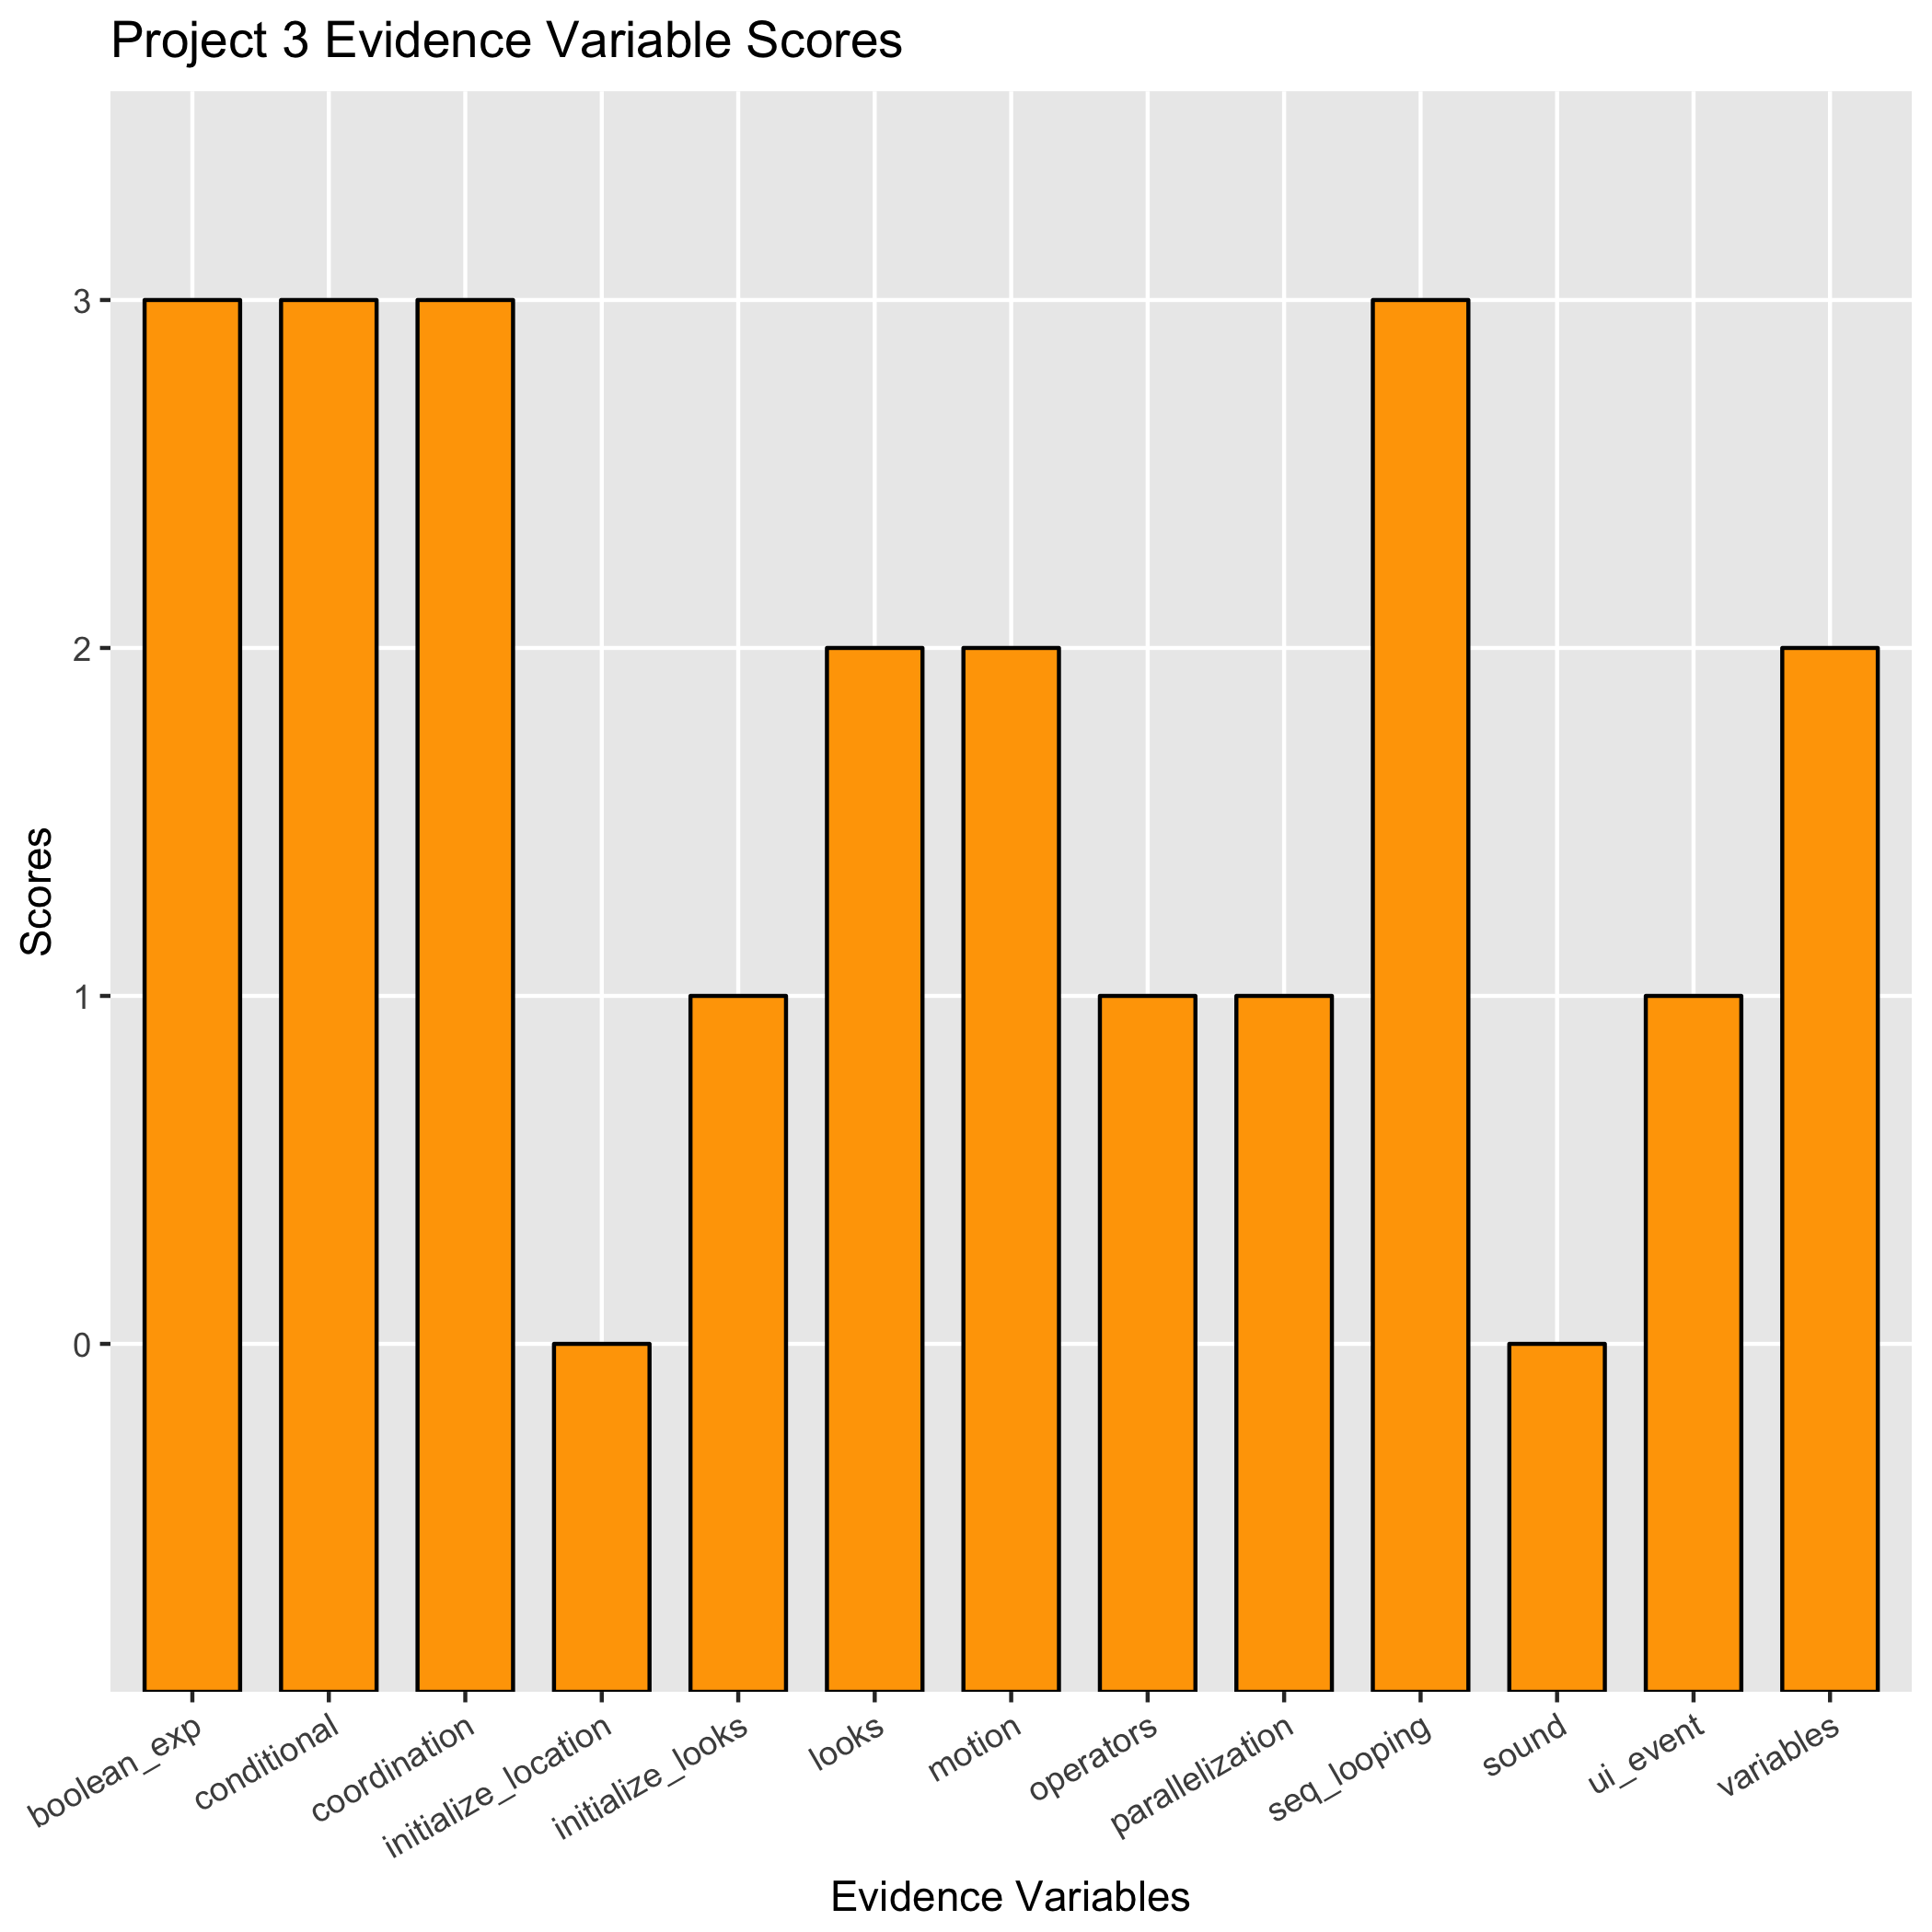 Project 3 Evidence Variable Scores
Scores
3
2
1
0
boolean_exp
conditional
coordination
initialize_location
initialize_looks
looks
motion
operators
parallelization
seq_looping
sound
ui_event
variables
Evidence Variables